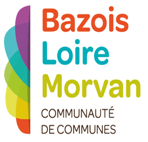 Bazois
Loire
Morvan
COMMUNAUTÉ
DE COMMUNES